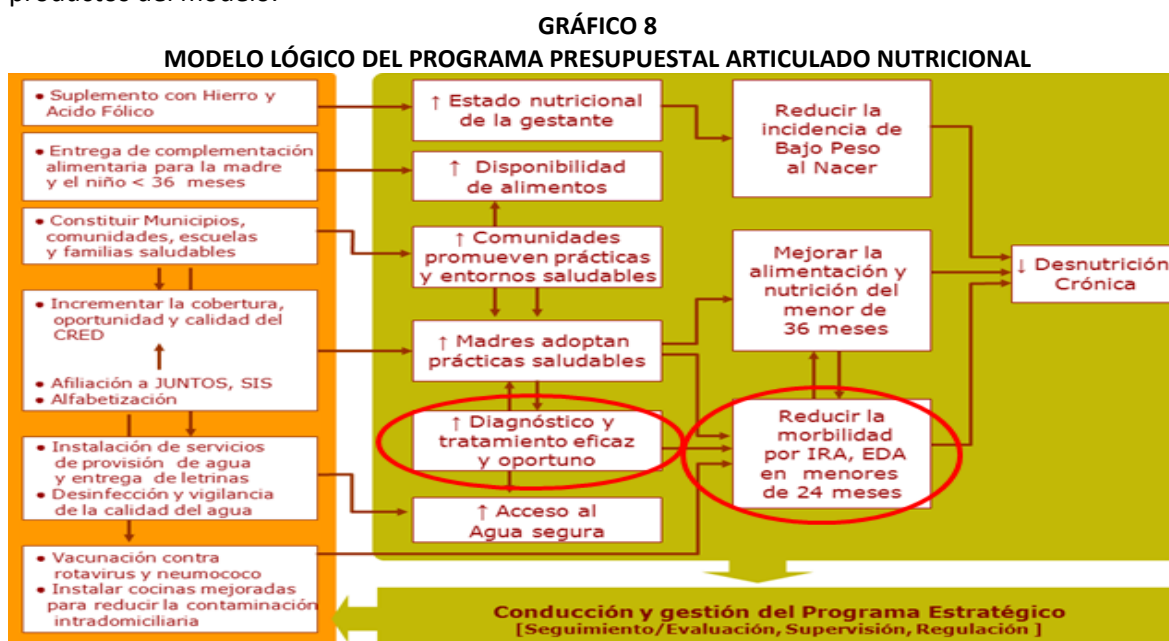 productos del modelo.
GRÁFICO 8
MODELO LÓGICO DEL PROGRAMA PRESUPUESTAL ARTICULADO NUTRICIONAL
• Suplemento con Hierro y
Acido Fólico
• Entrega de complementación
alimentaria para la madre
y el niño < 36 meses
• Constituir Municipios,
comunidades, escuelas
y familias saludables
• Incrementar la cobertura,
oportunidad y calidad del
CRED
• Afiliación a JUNTOS, SIS
• Alfabetización
• Instalación de servicios
de provisión de agua
y entrega de letrinas
• Desinfección y vigilancia
de la calidad del agua
• Vacunación contra
rotavirus y neumococo
• Instalar cocinas mejoradas
para reducir la contaminación
intradomiciliaria
↑ Estado nutricional
de la gestante
↑ Disponibilidad
de alimentos
↑ Comunidades
promueven prácticas
y entornos saludables
↑ Madres adoptan
prácticas saludables
↑ Diagnóstico y
tratamiento eficaz
y oportuno
↑ Acceso al
Agua segura
Reducir la
incidencia de
Bajo Peso
al Nacer
Mejorar la
alimentación y
nutrición del
menor de
36 meses
Reducir la
morbilidad
por IRA, EDA
en menores
de 24 meses
↓ Desnutrición
Crónica
Conducción y gestión del Programa Estratégico
[Seguimiento/Evaluación, Supervisión, Regulación ]